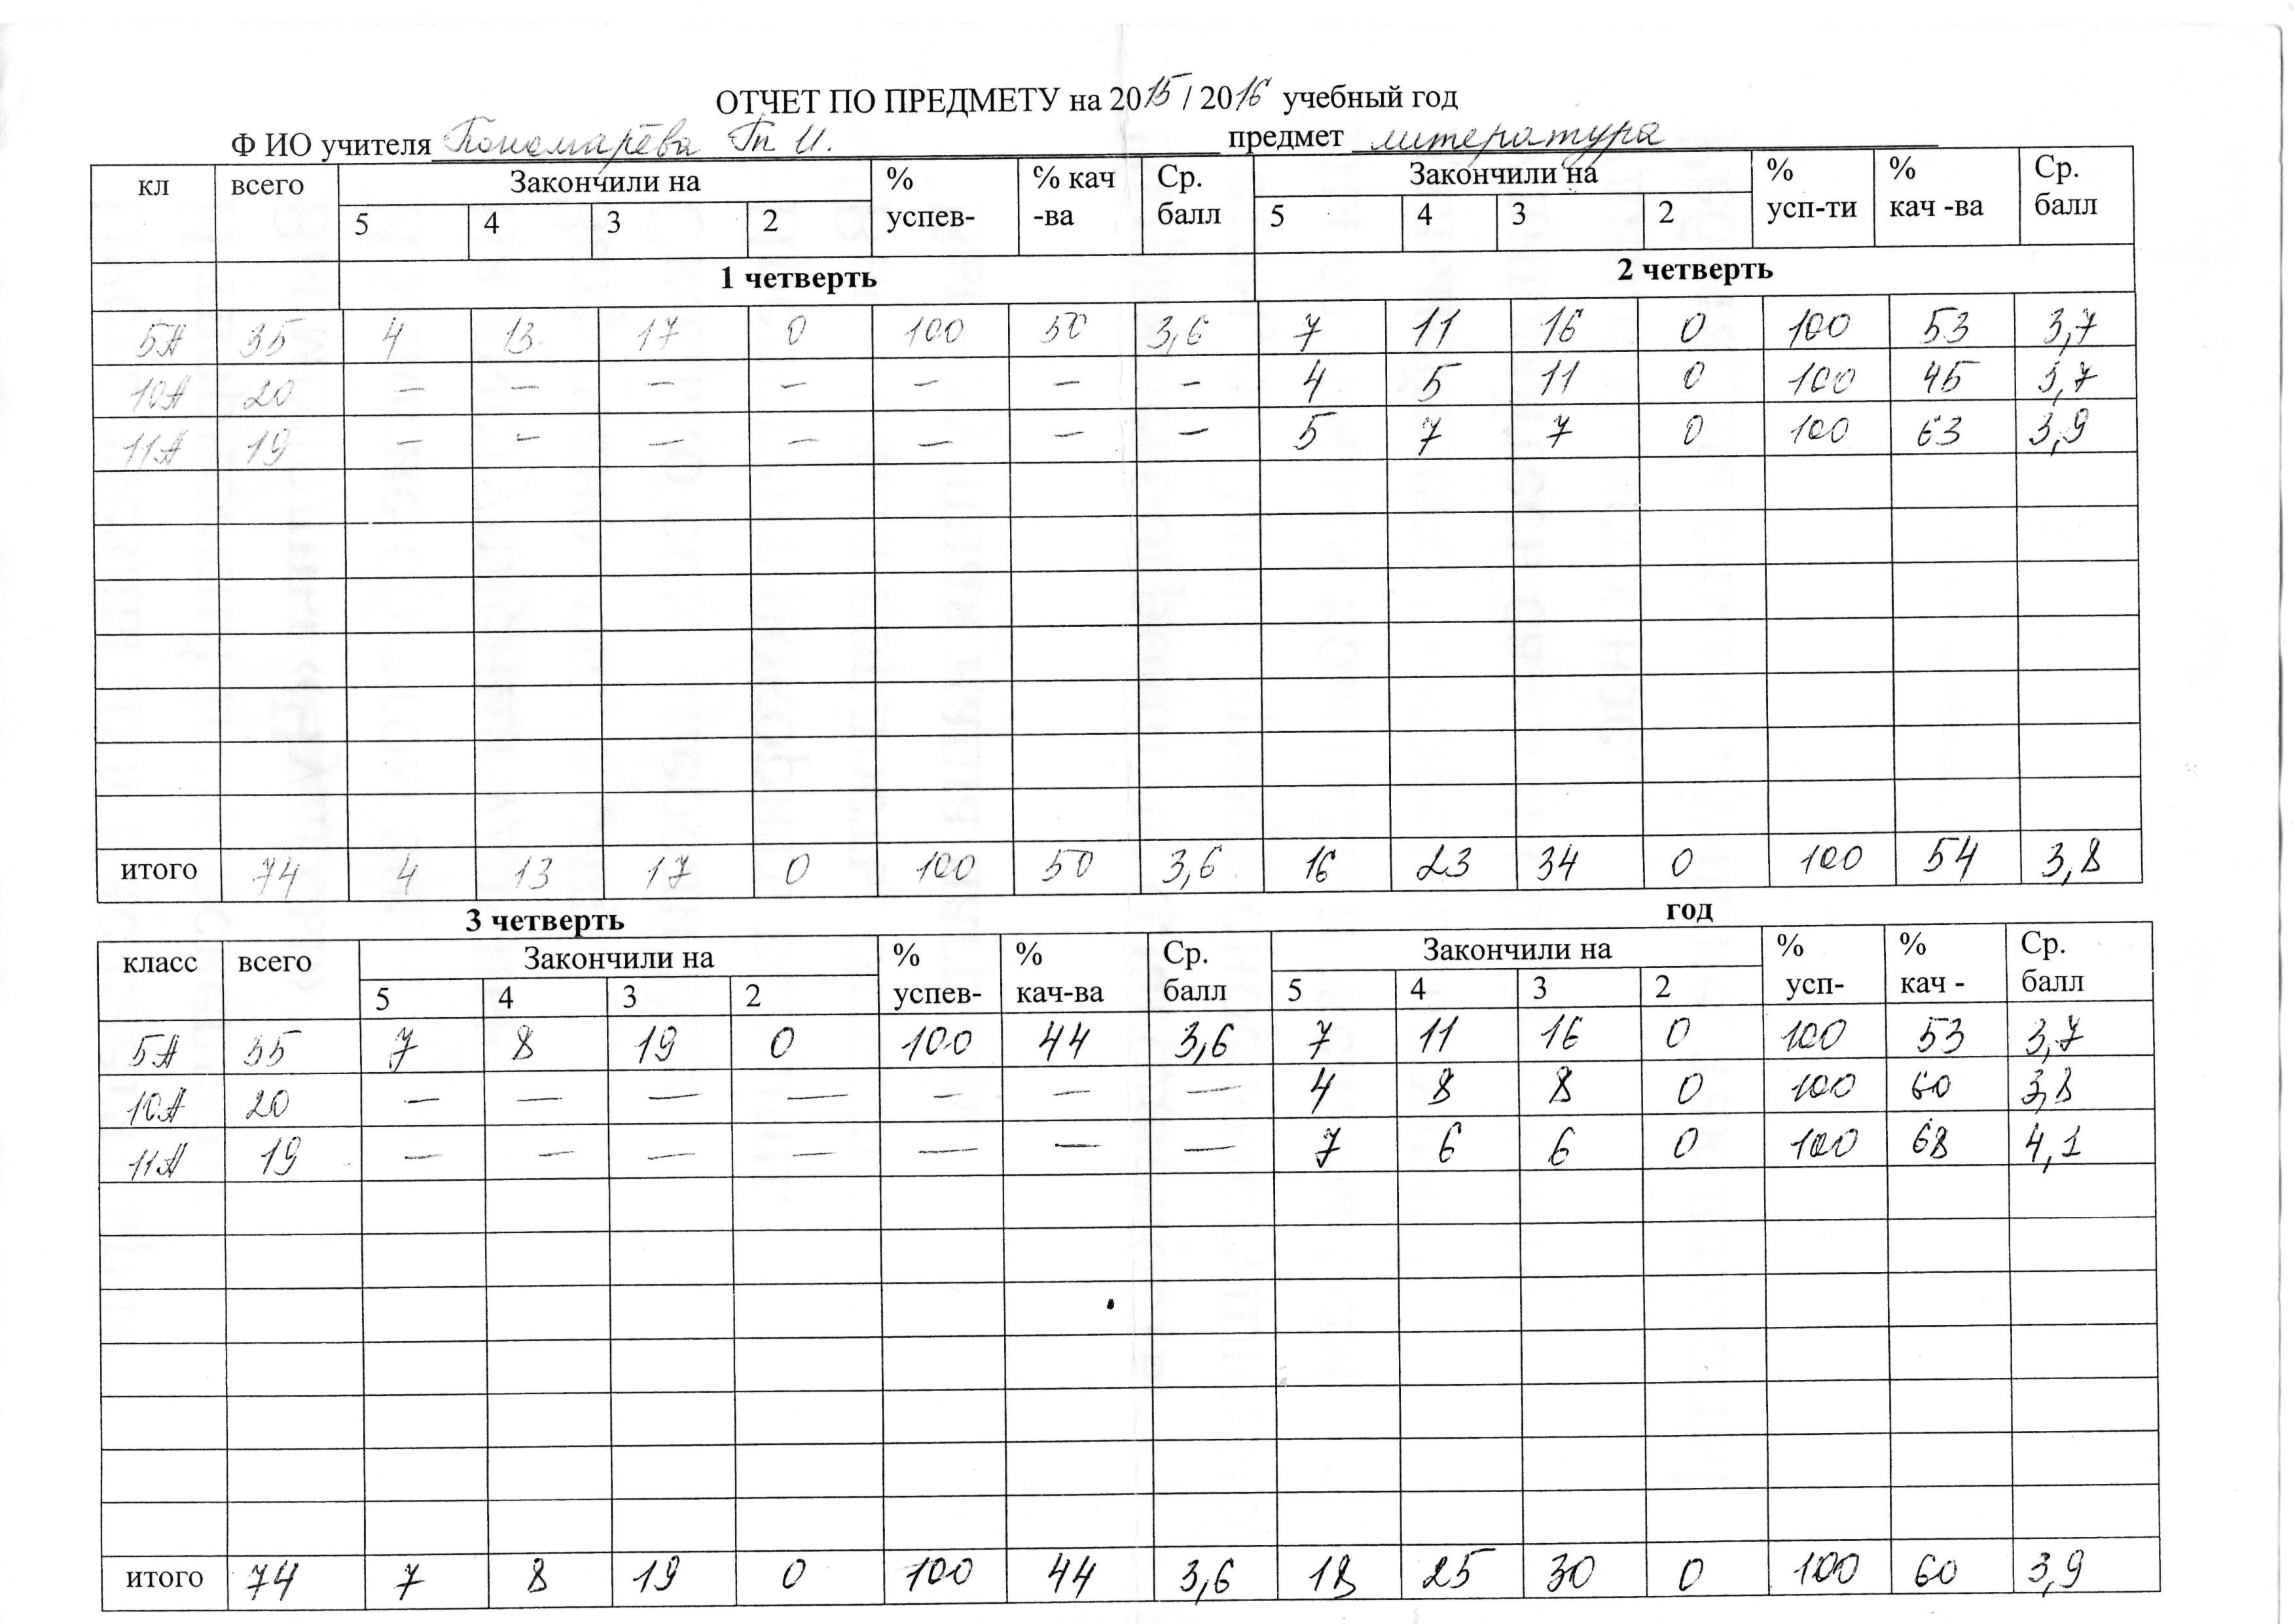 ОТЧЕТ ПО ПРЕДМЕТУ на 2015 / 2016 учебный год
Ф ИО учителя Пономарёва И. предмет литература
кл всего Закончили на % успев- % кач -ва Ср. балл Закончили на % усп-ти % кач -ва Ср. балл
5 4 3 2 5 4 3 2
1 четверть 2 четверть
5А 35 4 13 17 0 100 50 3,6 7 11 16 0 100 53 3,7
10А 20 – – – – – – – 4 5 11 0 100 45 3,7
11А 19 – – – – – – – 5 7 7 0 100 63 3,9
итого 74 4 13 17 0 100 50 3,6 16 23 34 0 100 54 3,8
3 четверть год
класс всего Закончили на % успев- % кач-ва Ср. балл Закончили на % усп- % кач - Ср. балл
5 4 3 2 5 4 3 2
5А 35 7 8 19 0 100 44 3,6 7 11 16 0 100 53 3,7
10А 20 – – – – – – – 4 8 8 0 100 60 3,8
11А 19 – – – – – – – 7 6 6 0 100 68 4,1
итого 74 7 8 19 0 100 44 3,6 18 25 30 0 100 60 3,9